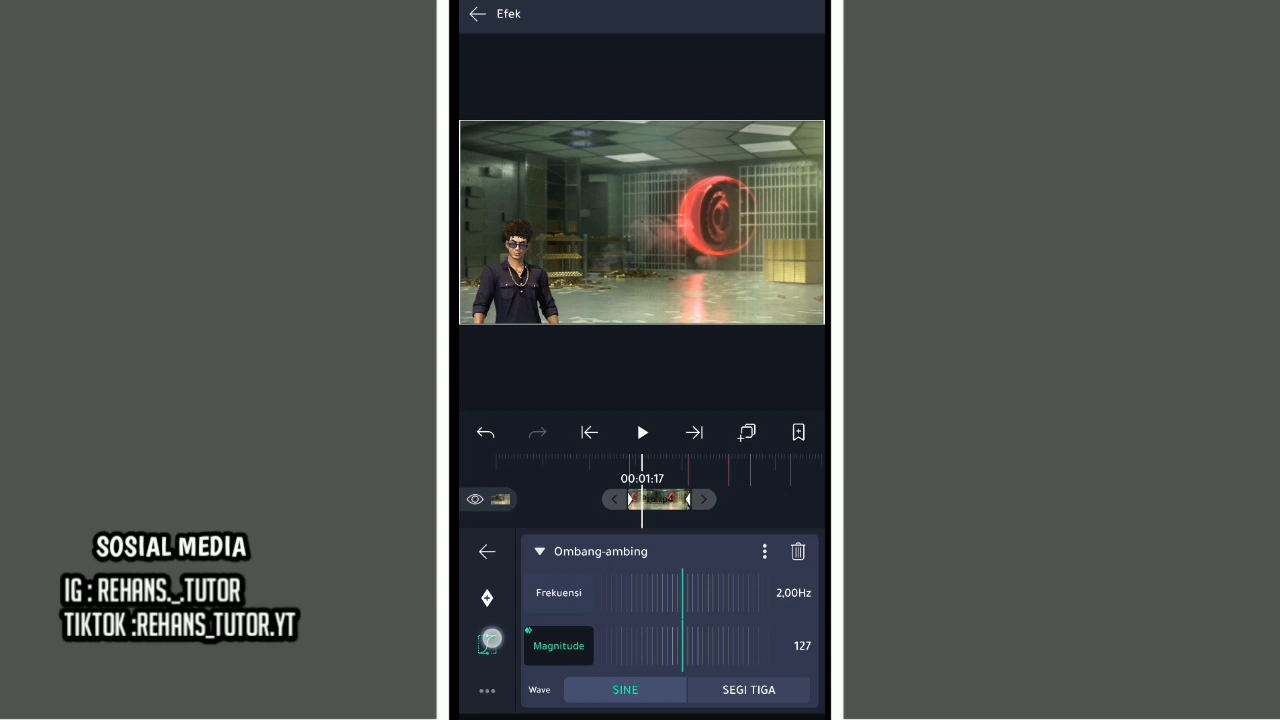 Efek
00:01:17
Ombang-ambing
Frekuensi
2,00Hz
Magnitude
127
Wave
SINE
SEGI TIGA
SOSIAL MEDIA
IG : REHANS._.TUTOR
TIKTOK :REHANS_TUTOR.YT